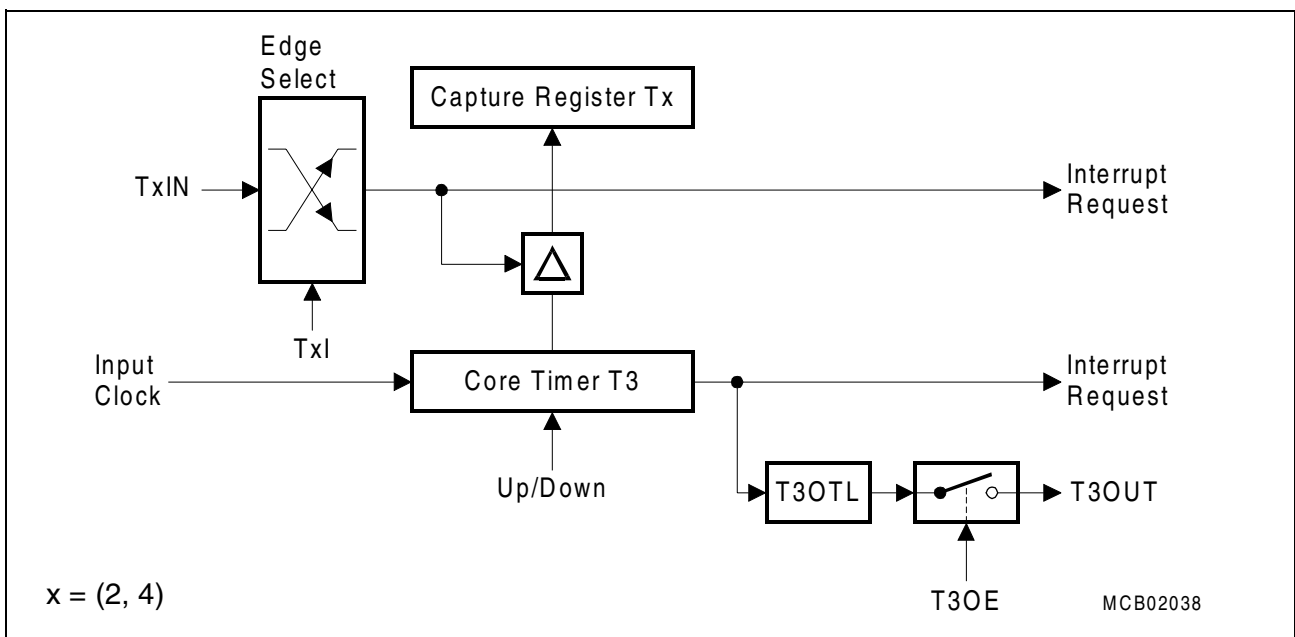 Edge
Select
Capture Register Tx
TxIN
Interrupt
Request
TxI
Input
Clock
Core Timer T3
Interrupt
Request
Up/Down
T3OTL
T3OUT
T3OE
x = (2, 4)
MCB02038